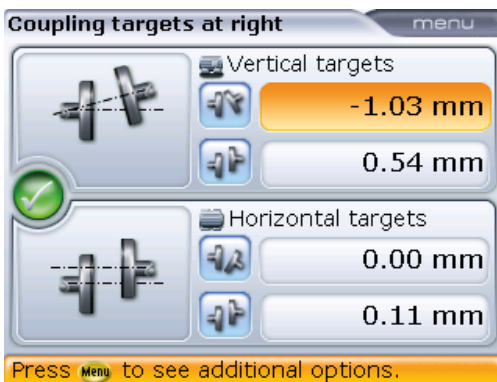 Coupling targets at right
menu
Vertical targets
-1.03 mm
0.54 mm
Horizontal targets
0.00 mm
0.11 mm
Press Menu to see additional options.